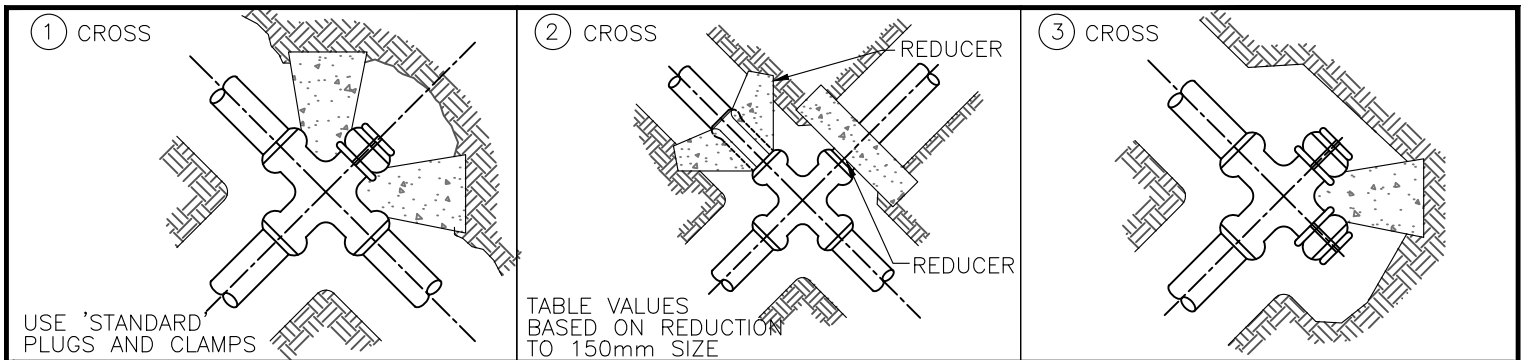 1 CROSS
USE 'STANDARD'
PLUGS AND CLAMPS
2 CROSS
REDUCER
REDUCER
TABLE VALUES
BASED ON REDUCTION
TO 150mm SIZE
3 CROSS